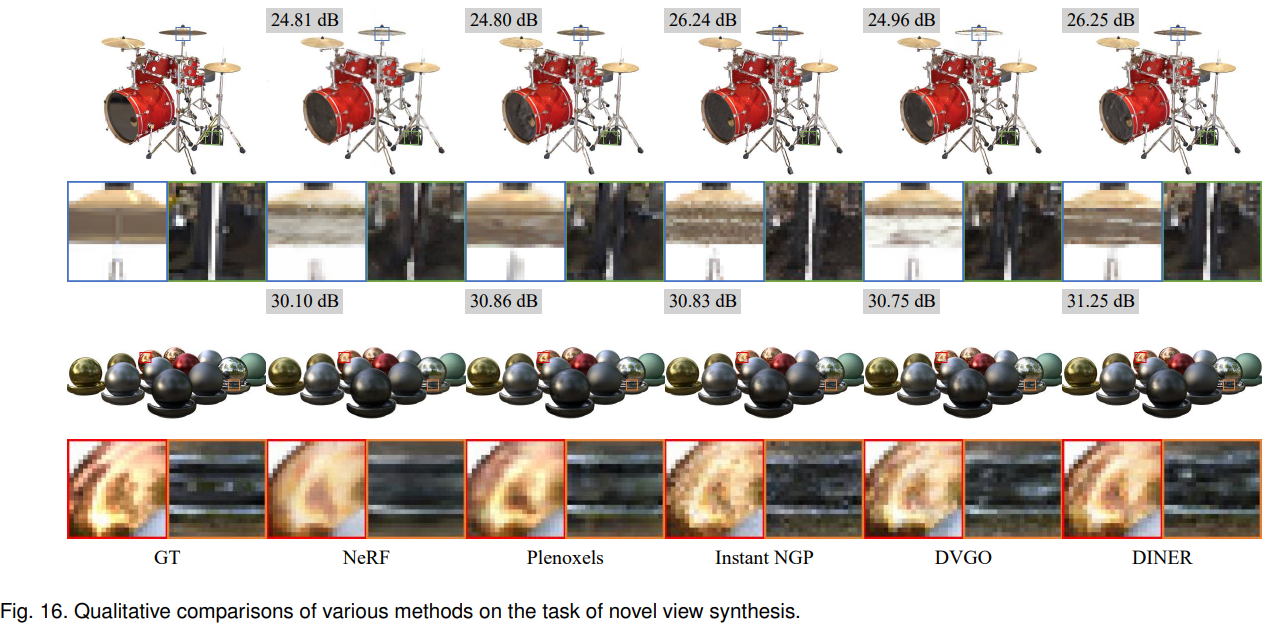 24.81 dB 24.80 dB 26.24 dB 24.96 dB 26.25 dB
30.10 dB 30.86 dB 30.83 dB 30.75 dB 31.25 dB
GT NeRF Plenoxels Instant NGP DVGO DINER
Fig. 16. Qualitative comparisons of various methods on the task of novel view synthesis.